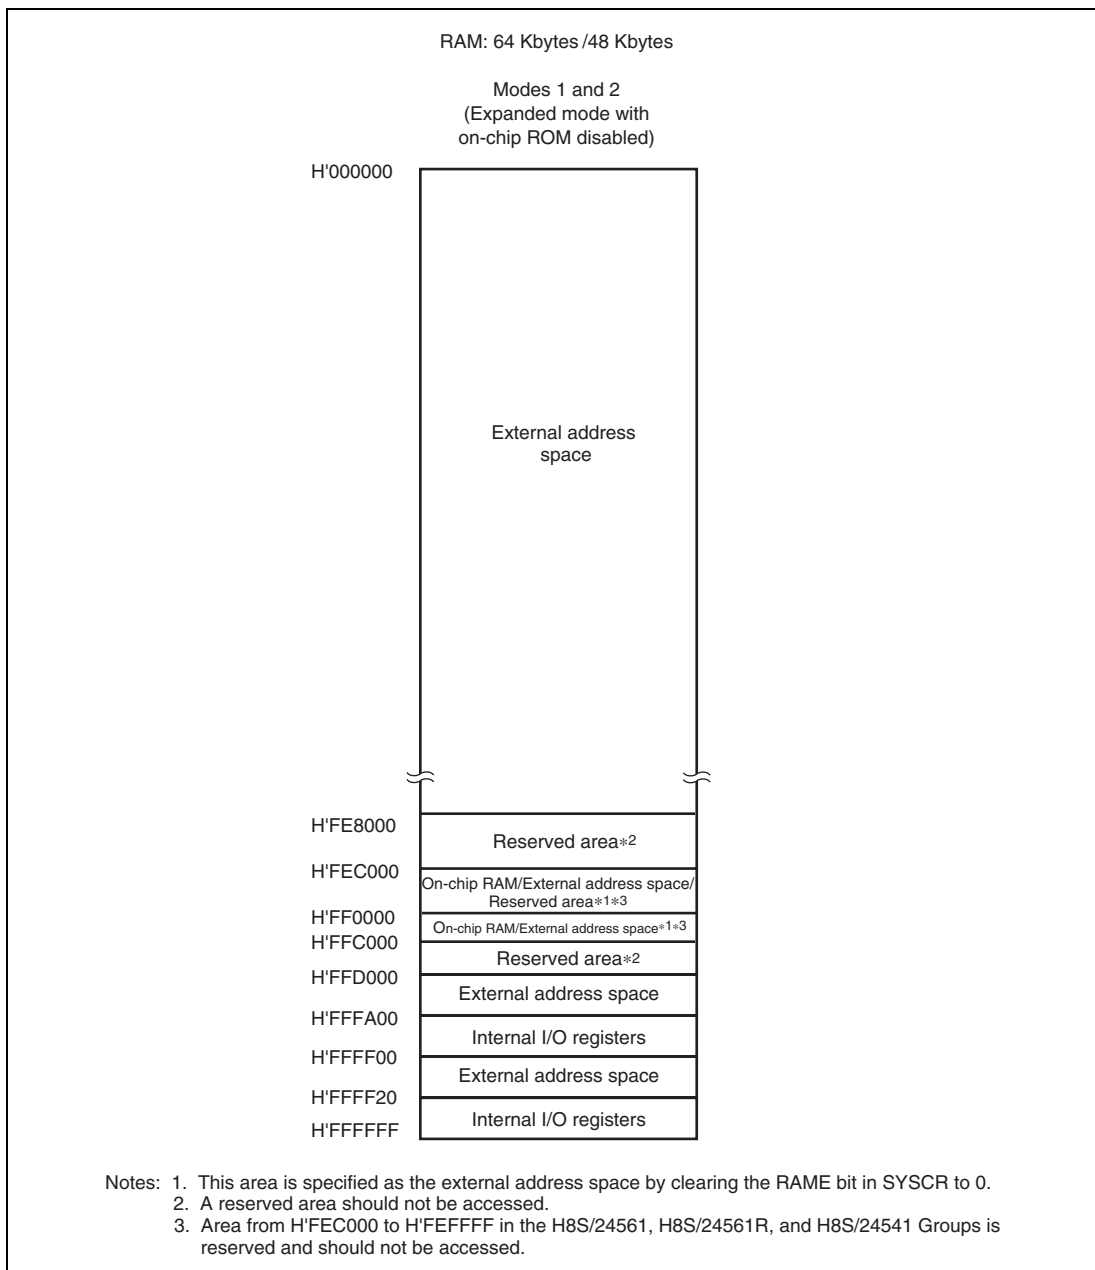 RAM: 64 Kbytes /48 Kbytes
Modes 1 and 2
(Expanded mode with
on-chip ROM disabled)
H'000000
External address
space
H'FE8000
Reserved area*2
H'FEC000
On-chip RAM/External address space/
Reserved area*1*3
H'FF0000
On-chip RAM/External address space*1*3
H'FFC000
Reserved area*2
H'FFD000
External address space
H'FFFA00
Internal I/O registers
H'FFFF00
External address space
H'FFFF20
Internal I/O registers
H'FFFFFF
Notes: 1. This area is specified as the external address space by clearing the RAME bit in SYSCR to 0.
2. A reserved area should not be accessed.
3. Area from H'FEC000 to H'FEFFFF in the H8S/24561, H8S/24561R, and H8S/24541 Groups is
reserved and should not be accessed.